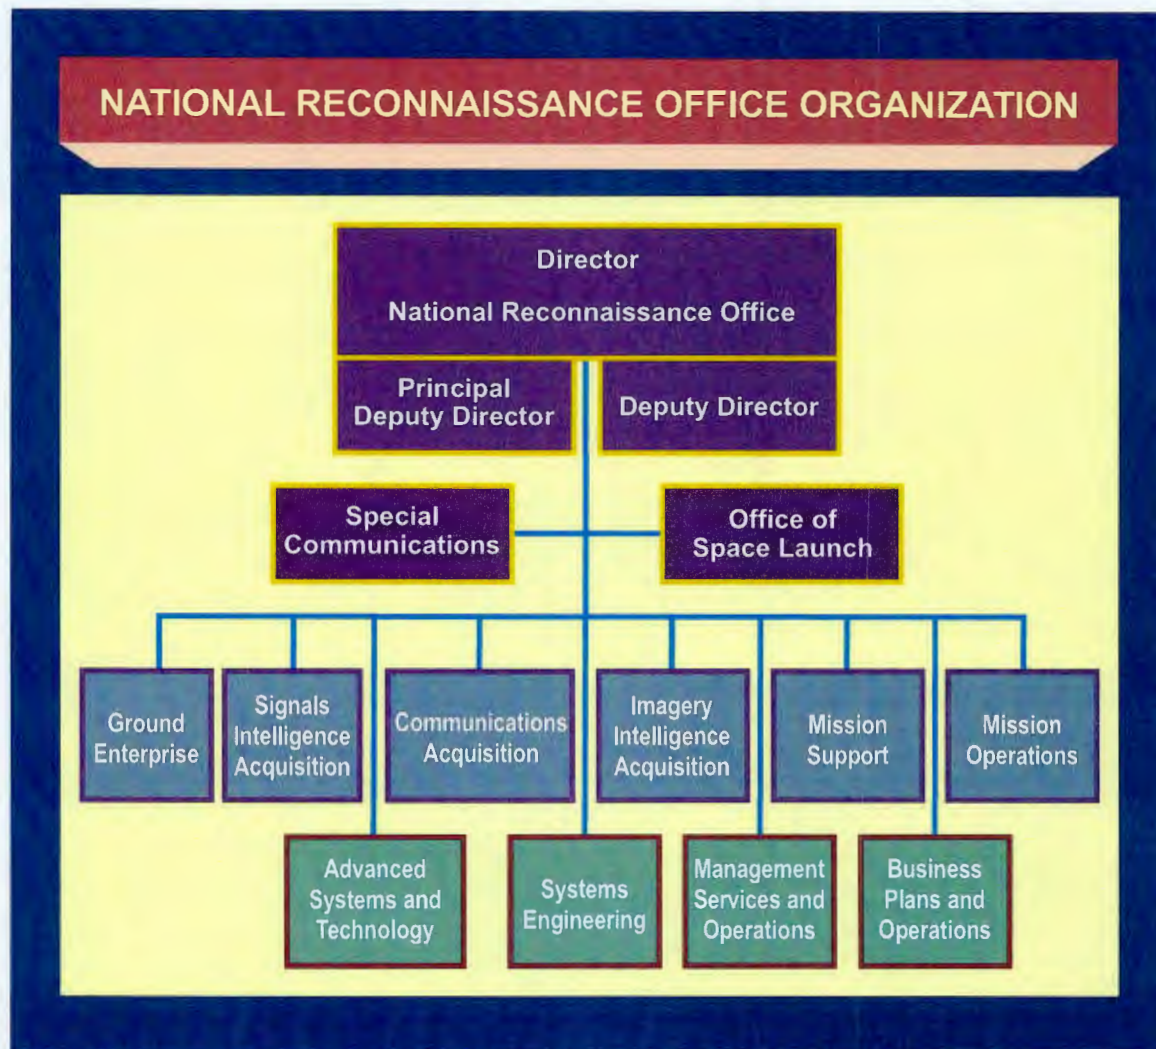 NATIONAL RECONNAISSANCE OFFICE ORGANIZATION
Director
National Reconnaissance Office
Principal
Deputy Director
Deputy Director
Special
Communications
Office of
Space Launch
Ground
Enterprise
Signals
Intelligence
Acquisition
Communications
Acquisition
Imagery
Intelligence
Acquisition
Mission
Support
Mission
Operations
Advanced
Systems and
Technology
Systems
Engineering
Management
Services and
Operations
Business
Plans and
Operations